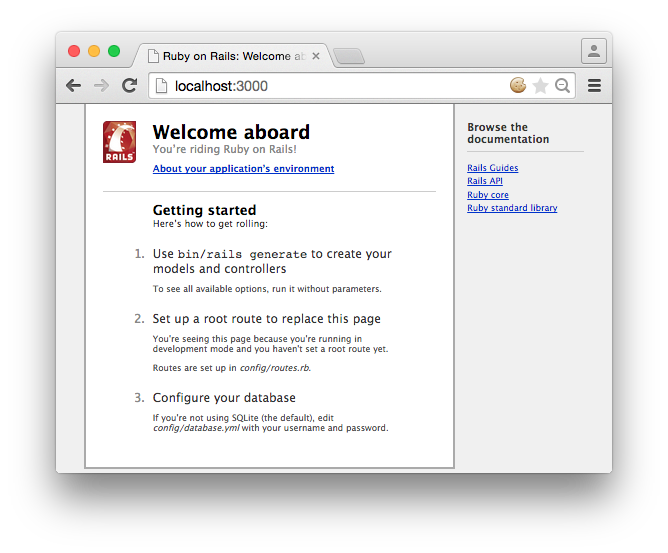 Ruby on Rails: Welcome ab
localhost:3000
RAILS
Welcome aboard
You're riding Ruby on Rails!
About your application's environment
Getting started
Here's how to get rolling:
1. Use bin/rails generate to create your
models and controllers
To see all available options, run it without parameters.
2. Set up a root route to replace this page
You're seeing this page because you're running in
development mode and you haven't set a root route yet.
Routes are set up in config/routes.rb.
3. Configure your database
If you're not using SQLite (the default), edit
config/database.yml with your username and password.
Browse the
documentation
Rails Guides
Rails API
Ruby core
Ruby standard library